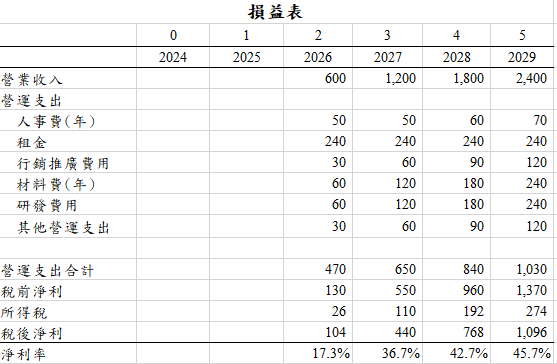 損益表
0 1 2 3 4 5
2024 2025 2026 2027 2028 2029
營業收入 600 1,200 1,800 2,400
營運支出
人事費(年) 50 50 60 70
租金 240 240 240 240
行銷推廣費用 30 60 90 120
材料費(年) 60 120 180 240
研發費用 60 120 180 240
其他營運支出 30 60 90 120
營運支出合計 470 650 840 1,030
稅前淨利 130 550 960 1,370
所得稅 26 110 192 274
稅後淨利 104 440 768 1,096
淨利率 17.3% 36.7% 42.7% 45.7%